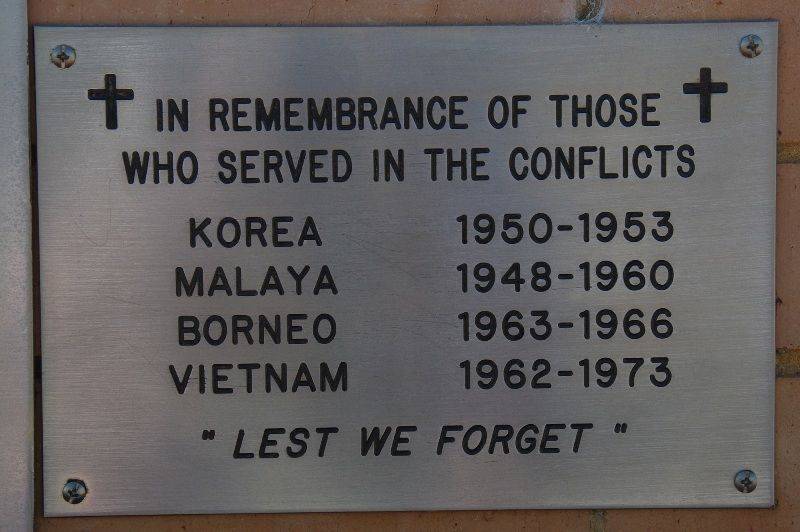 IN REMEMBRANCE OF THOSE
WHO SERVED IN THE CONFLICTS
KOREA 1950-1953
MALAYA 1948-1960
BORNEO 1963-1966
VIETNAM 1962-1973
" LEST WE FORGET "